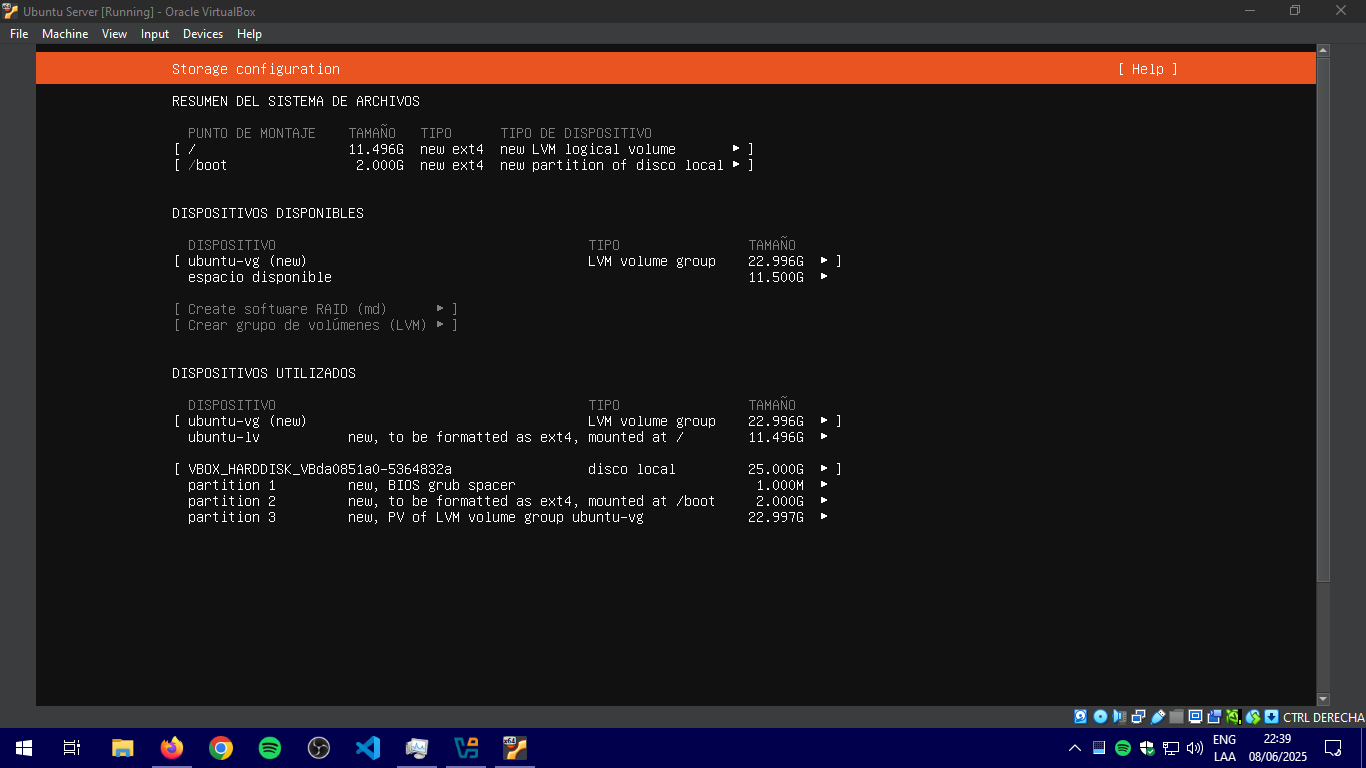 Ubuntu Server [Running] - Oracle VirtualBox
File Machine View Input Devices Help
Storage configuration [ Help ]
RESUMEN DEL SISTEMA DE ARCHIVOS
PUNTO DE MONTAJE TAMAÑO TIPO TIPO DE DISPOSITIVO
[ / 11.496G new ext4 new LVM logical volume ▸ ]
[ /boot 2.000G new ext4 new partition of disco local ▸ ]
DISPOSITIVOS DISPONIBLES
DISPOSITIVO TIPO TAMAÑO
[ ubuntu-vg (new) LVM volume group 22.996G ▸ ]
espacio disponible 11.500G ▸
[ Create software RAID (md) ▸ ]
[ Crear grupo de volúmenes (LVM) ▸ ]
DISPOSITIVOS UTILIZADOS
DISPOSITIVO TIPO TAMAÑO
[ ubuntu-vg (new) LVM volume group 22.996G ▸ ]
ubuntu-lv new, to be formatted as ext4, mounted at / 11.496G ▸
[ VBOX_HARDDISK_VBda0851a0-5364832a disco local 25.000G ▸ ]
partition 1 new, BIOS grub spacer 1.000M ▸
partition 2 new, to be formatted as ext4, mounted at /boot 2.000G ▸
partition 3 new, PV of LVM volume group ubuntu-vg 22.997G ▸
CTRL DERECHA
ENG 22:39
LAA 08/06/2025